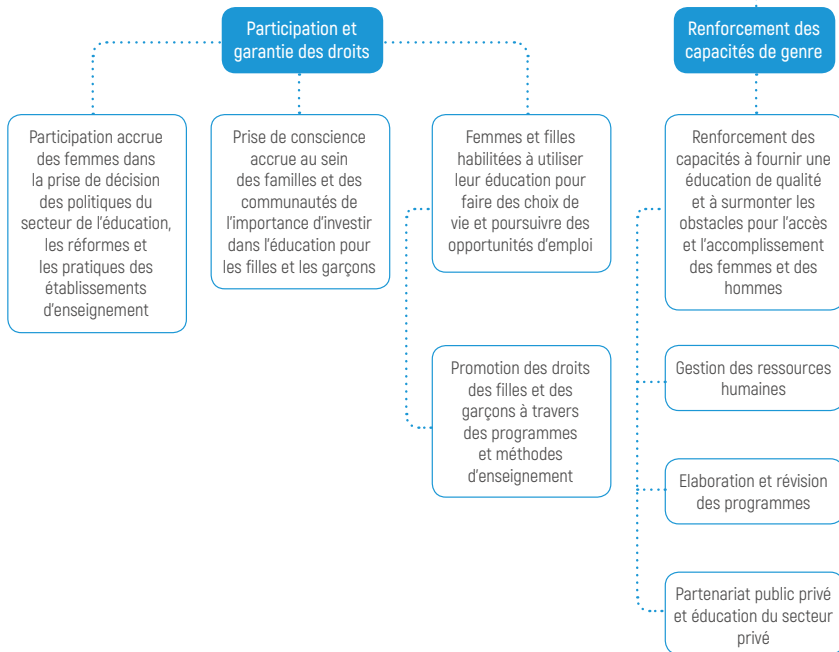 Participation et
garantie des droits
Renforcement des
capacités de genre
Participation accrue
des femmes dans
la prise de décision
des politiques du
secteur de l'éducation,
les réformes et
les pratiques des
établissements
d'enseignement
Prise de conscience
accrue au sein
des familles et des
communautés de
l'importance d'investir
dans l'éducation pour
les filles et les garçons
Femmes et filles
habilitées à utiliser
leur éducation pour
faire des choix de
vie et poursuivre des
opportunités d'emploi
Renforcement des
capacités à fournir une
éducation de qualité
et à surmonter les
obstacles pour l'accès
et l'accomplissement
des femmes et des
hommes
Promotion des droits
des filles et des
garçons à travers
des programmes
et méthodes
d'enseignement
Gestion des ressources
humaines
Elaboration et révision
des programmes
Partenariat public privé
et éducation du secteur
privé